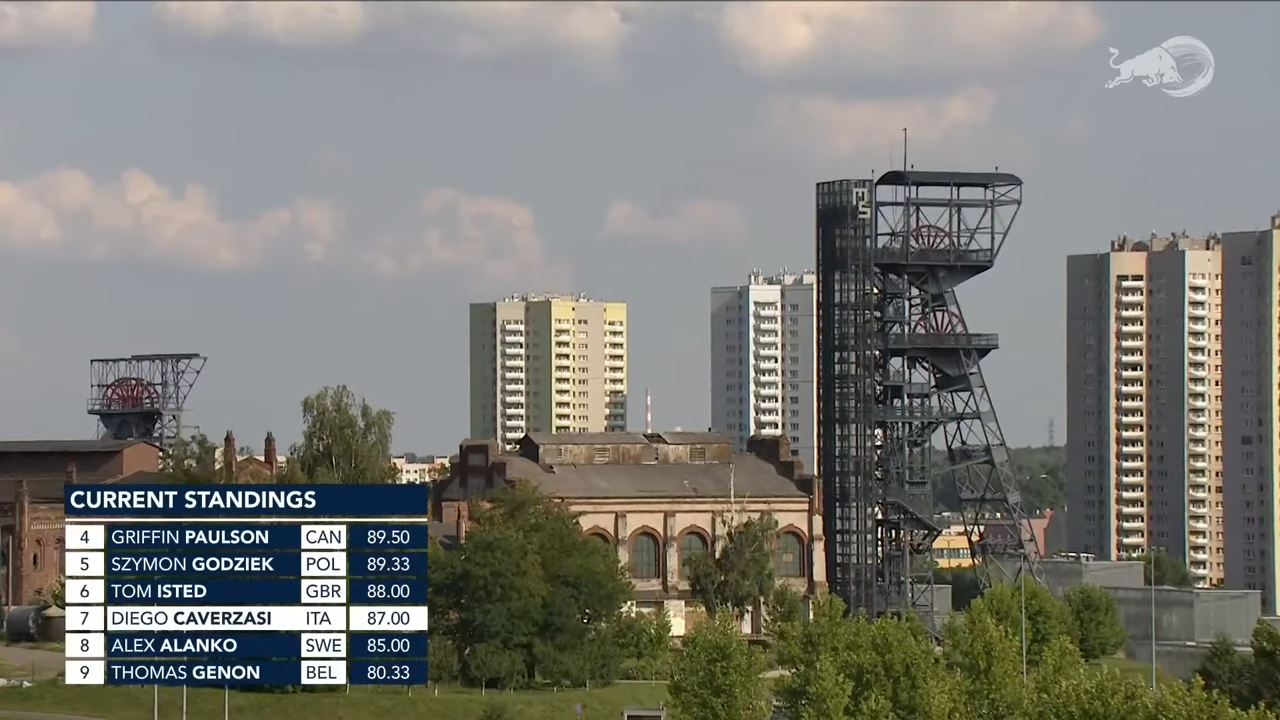 MS
CURRENT STANDINGS
4 GRIFFIN PAULSON CAN 89.50
5 SZYMON GODZIEK POL 89.33
6 TOM ISTED GBR 88.00
7 DIEGO CAVERZASI ITA 87.00
8 ALEX ALANKO SWE 85.00
9 THOMAS GENON BEL 80.33